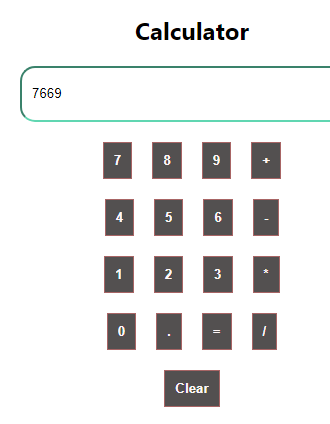 Calculator
7669
7 8 9 +
4 5 6 -
1 2 3 *
0 . = /
Clear